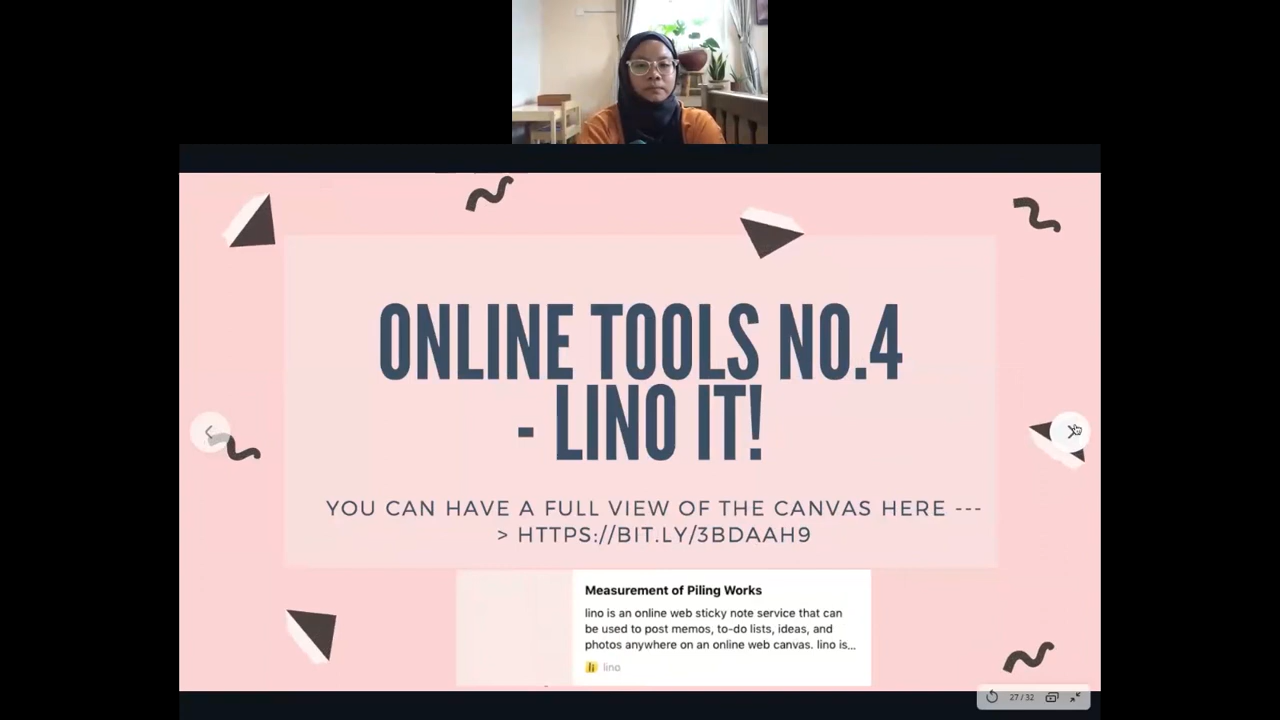 ONLINE TOOLS NO.4
- LINO IT!
YOU CAN HAVE A FULL VIEW OF THE CANVAS HERE ---
> HTTPS://BIT.LY/3BDAAH9
Measurement of Piling Works
lino is an online web sticky note service that can
be used to post memos, to-do lists, ideas, and
photos anywhere on an online web canvas. lino is...
lino
27 / 32